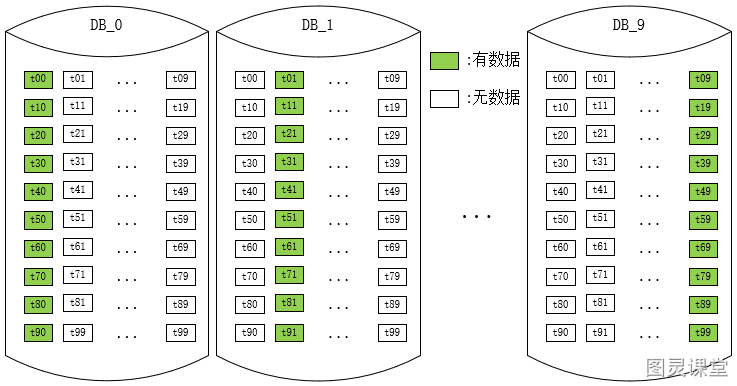 DB_0 DB_1 DB_9
:有数据
:无数据
t00 t01 ... t09 t00 t01 ... t09 t00 t01 ... t09
t10 t11 ... t19 t10 t11 ... t19 t10 t11 ... t19
t20 t21 ... t29 t20 t21 ... t29 t20 t21 ... t29
t30 t31 ... t39 t30 t31 ... t39 t30 t31 ... t39
t40 t41 ... t49 t40 t41 ... t49 t40 t41 ... t49
t50 t51 ... t59 t50 t51 ... t59 ... t50 t51 ... t59
t60 t61 ... t69 t60 t61 ... t69 t60 t61 ... t69
t70 t71 ... t79 t70 t71 ... t79 t70 t71 ... t79
t80 t81 ... t89 t80 t81 ... t89 t80 t81 ... t89
t90 t99 ... t99 t90 t91 ... t99 t90 t91 ... t99
图灵课堂